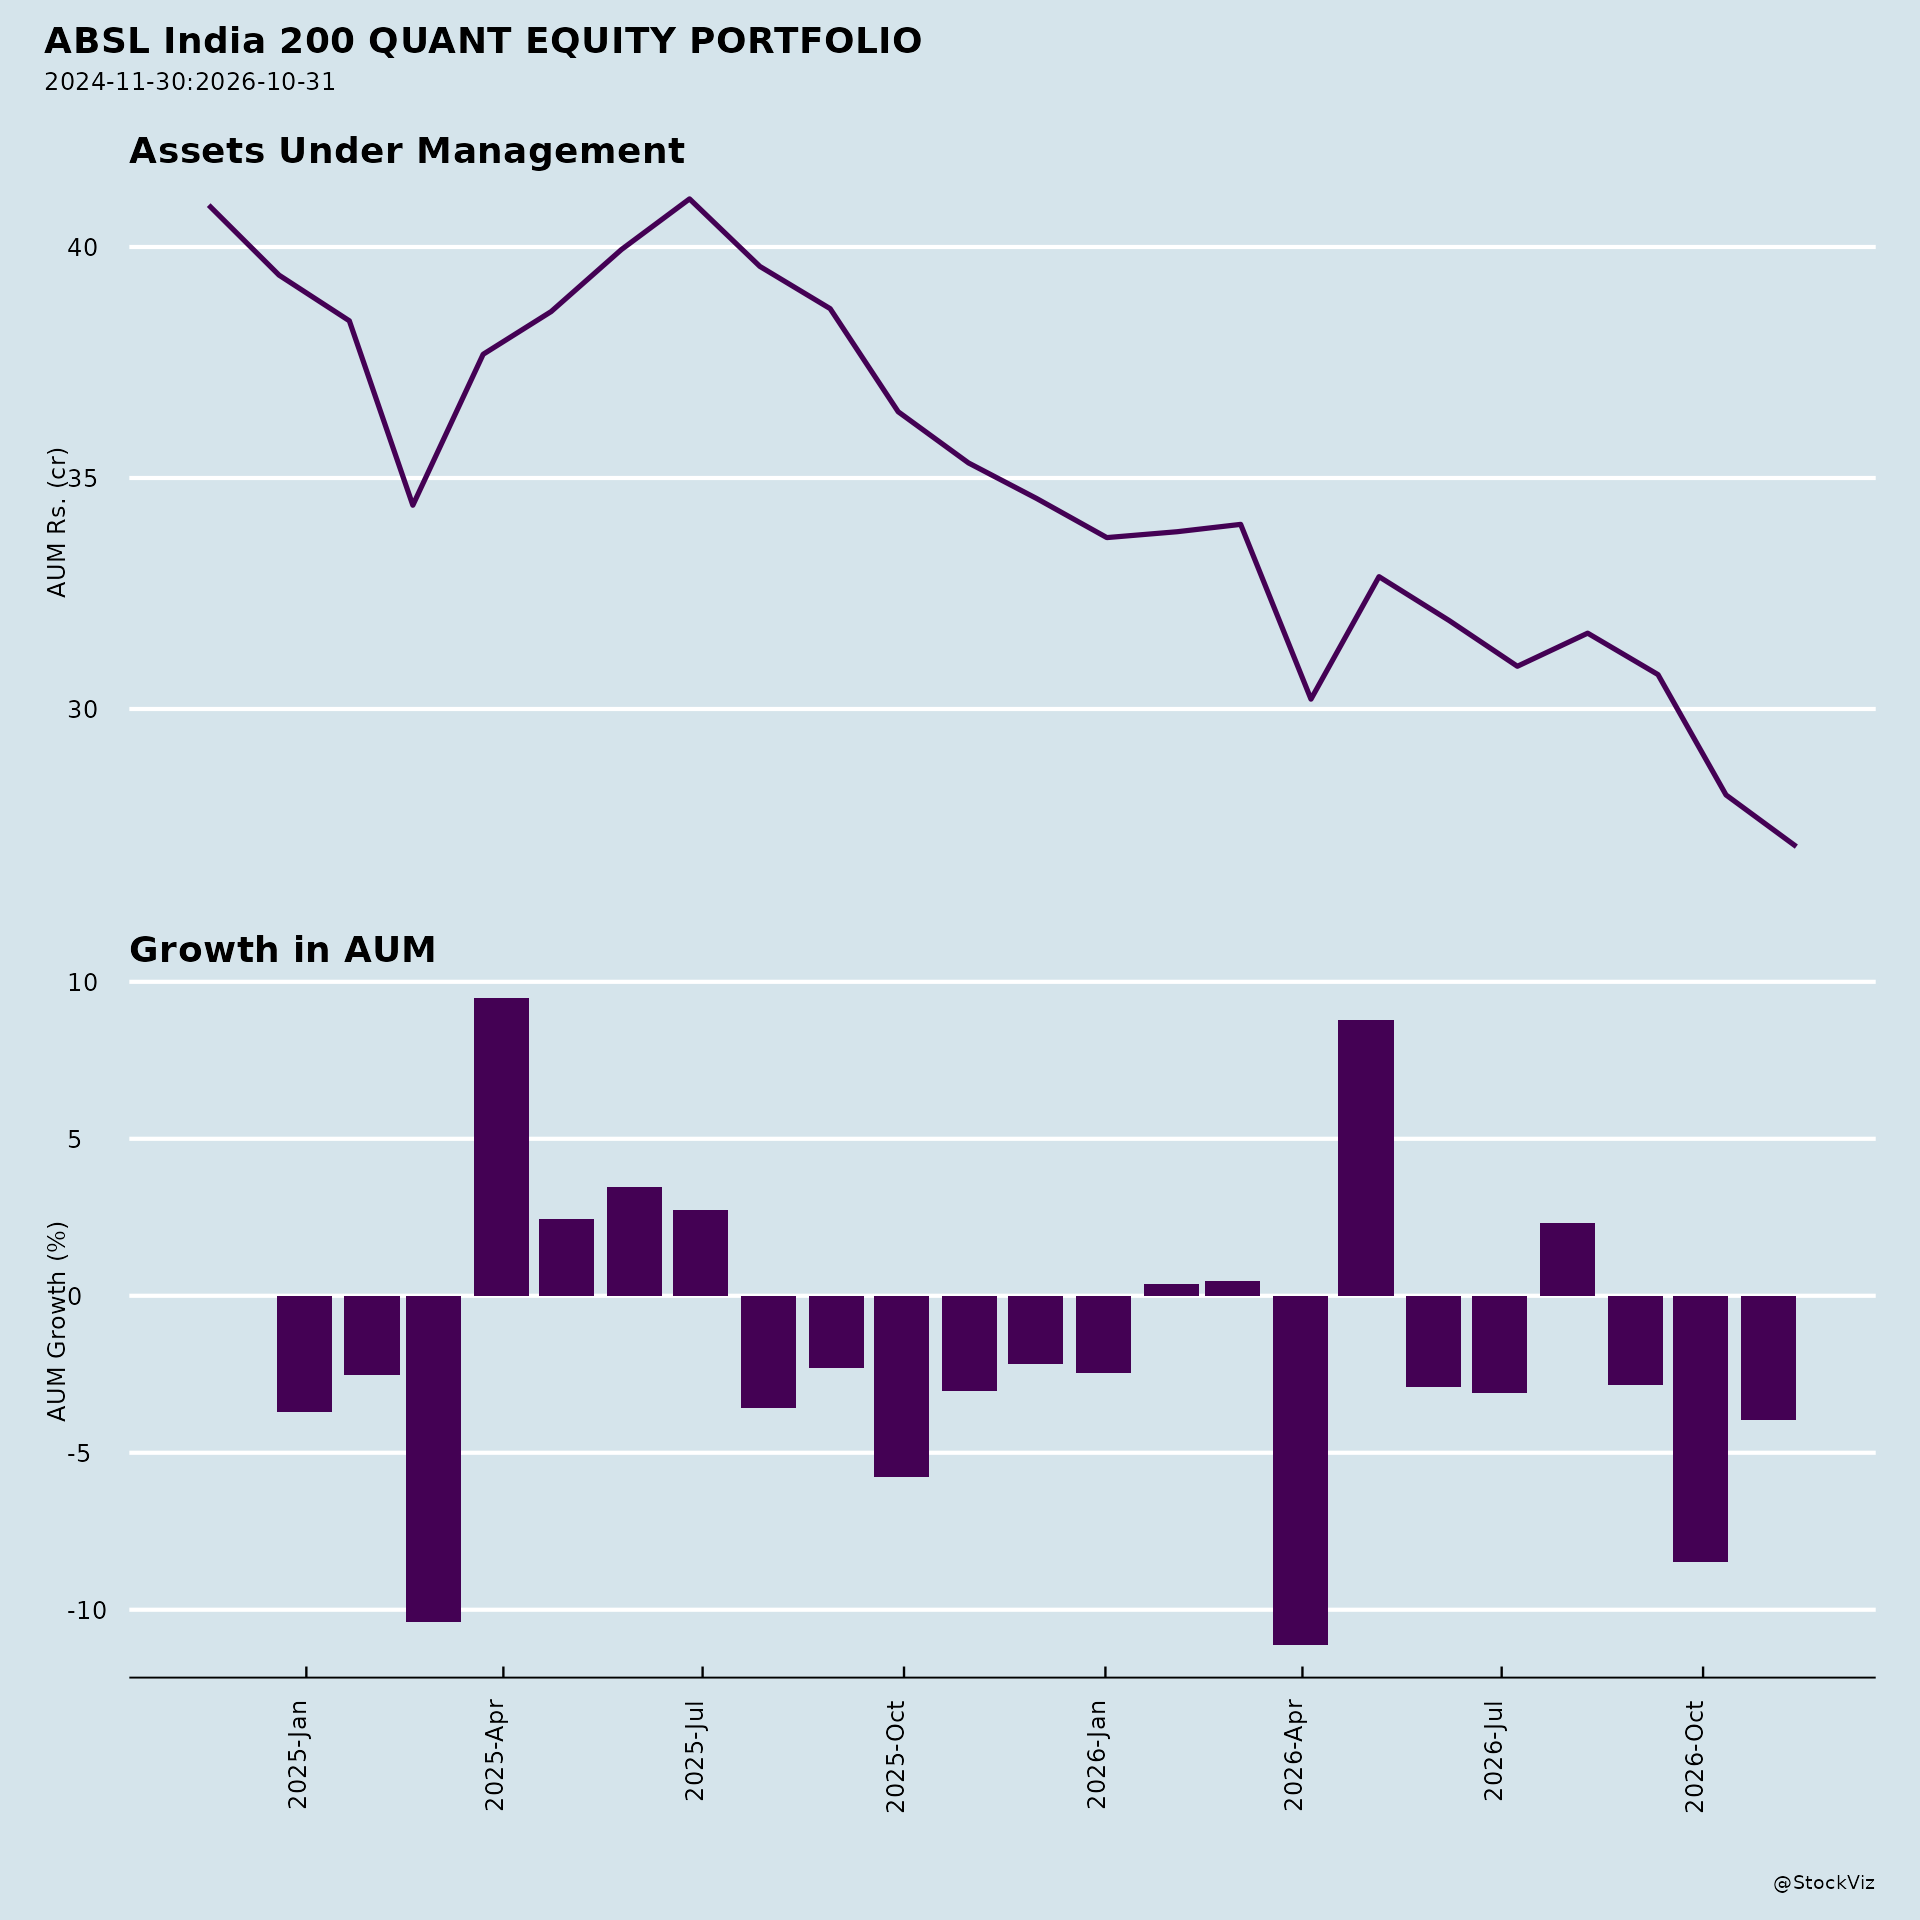 ABSL India 200 QUANT EQUITY PORTFOLIO
2024-11-30:2026-10-31
Assets Under Management
AUM Rs. (cr)
40
35
30
Growth in AUM
AUM Growth (%)
10
5
0
-5
-10
2025-Jan
2025-Apr
2025-Jul
2025-Oct
2026-Jan
2026-Apr
2026-Jul
2026-Oct
@StockViz